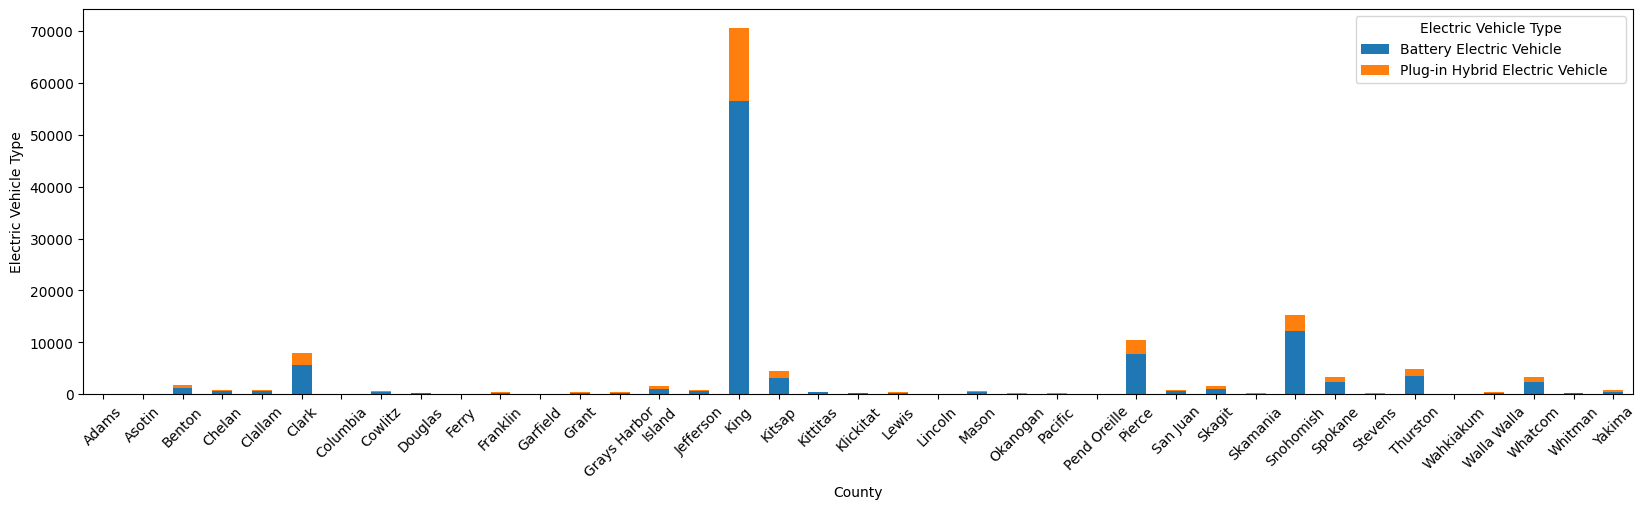 Electric Vehicle Type
Battery Electric Vehicle
Plug-in Hybrid Electric Vehicle
Electric Vehicle Type
70000
60000
50000
40000
30000
20000
10000
0
Adams
Asotin
Benton
Chelan
Clallam
Clark
Columbia
Cowlitz
Douglas
Ferry
Franklin
Garfield
Grant
Grays Harbor
Island
Jefferson
King
Kitsap
Kittitas
Klickitat
Lewis
Lincoln
Mason
Okanogan
Pacific
Pend Oreille
Pierce
San Juan
Skagit
Skamania
Snohomish
Spokane
Stevens
Thurston
Wahkiakum
Walla Walla
Whatcom
Whitman
Yakima
County